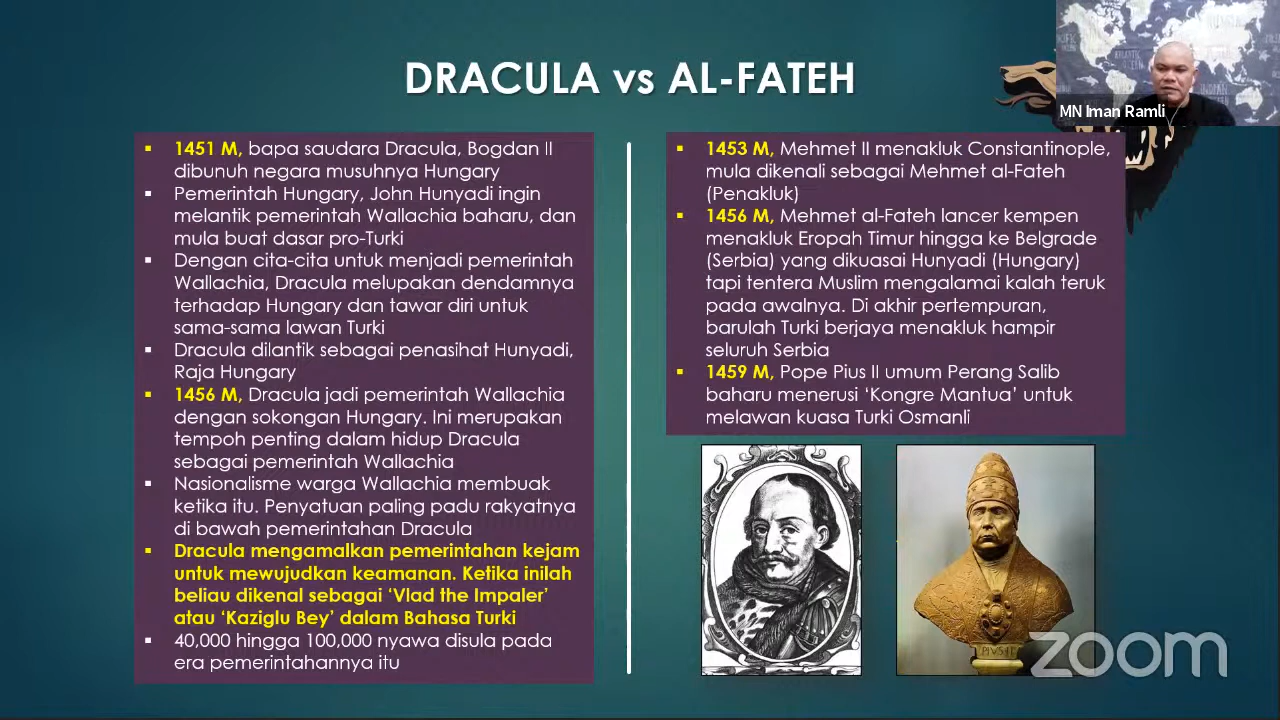 DRACULA vs AL-FATEH
MN Iman Ramli
1451 M, bapa saudara Dracula, Bogdan II
dibunuh negara musuhnya Hungary
Pemerintah Hungary, John Hunyadi ingin
melantik pemerintah Wallachia baharu, dan
mula buat dasar pro-Turki
Dengan cita-cita untuk menjadi pemerintah
Wallachia, Dracula melupakan dendamnya
terhadap Hungary dan tawar diri untuk
sama-sama lawan Turki
Dracula dilantik sebagai penasihat Hunyadi,
Raja Hungary
1456 M, Dracula jadi pemerintah Wallachia
dengan sokongan Hungary. Ini merupakan
tempoh penting dalam hidup Dracula
sebagai pemerintah Wallachia
Nasionalisme warga Wallachia membuak
ketika itu. Penyatuan paling padu rakyatnya
di bawah pemerintahan Dracula
Dracula mengamalkan pemerintahan kejam
untuk mewujudkan keamanan. Ketika inilah
beliau dikenal sebagai ‘Vlad the Impaler’
atau ‘Kaziglu Bey’ dalam Bahasa Turki
40,000 hingga 100,000 nyawa disula pada
era pemerintahannya itu
1453 M, Mehmet II menakluk Constantinople,
mula dikenali sebagai Mehmet al-Fateh
(Penakluk)
1456 M, Mehmet al-Fateh lancer kempen
menakluk Eropah Timur hingga ke Belgrade
(Serbia) yang dikuasai Hunyadi (Hungary)
tapi tentera Muslim mengalami kalah teruk
pada awalnya. Di akhir pertempuran,
barulah Turki berjaya menakluk hampir
seluruh Serbia
1459 M, Pope Pius II umum Perang Salib
baharu menerusi ‘Kongre Mantua’ untuk
melawan kuasa Turki Osmanli
zoom